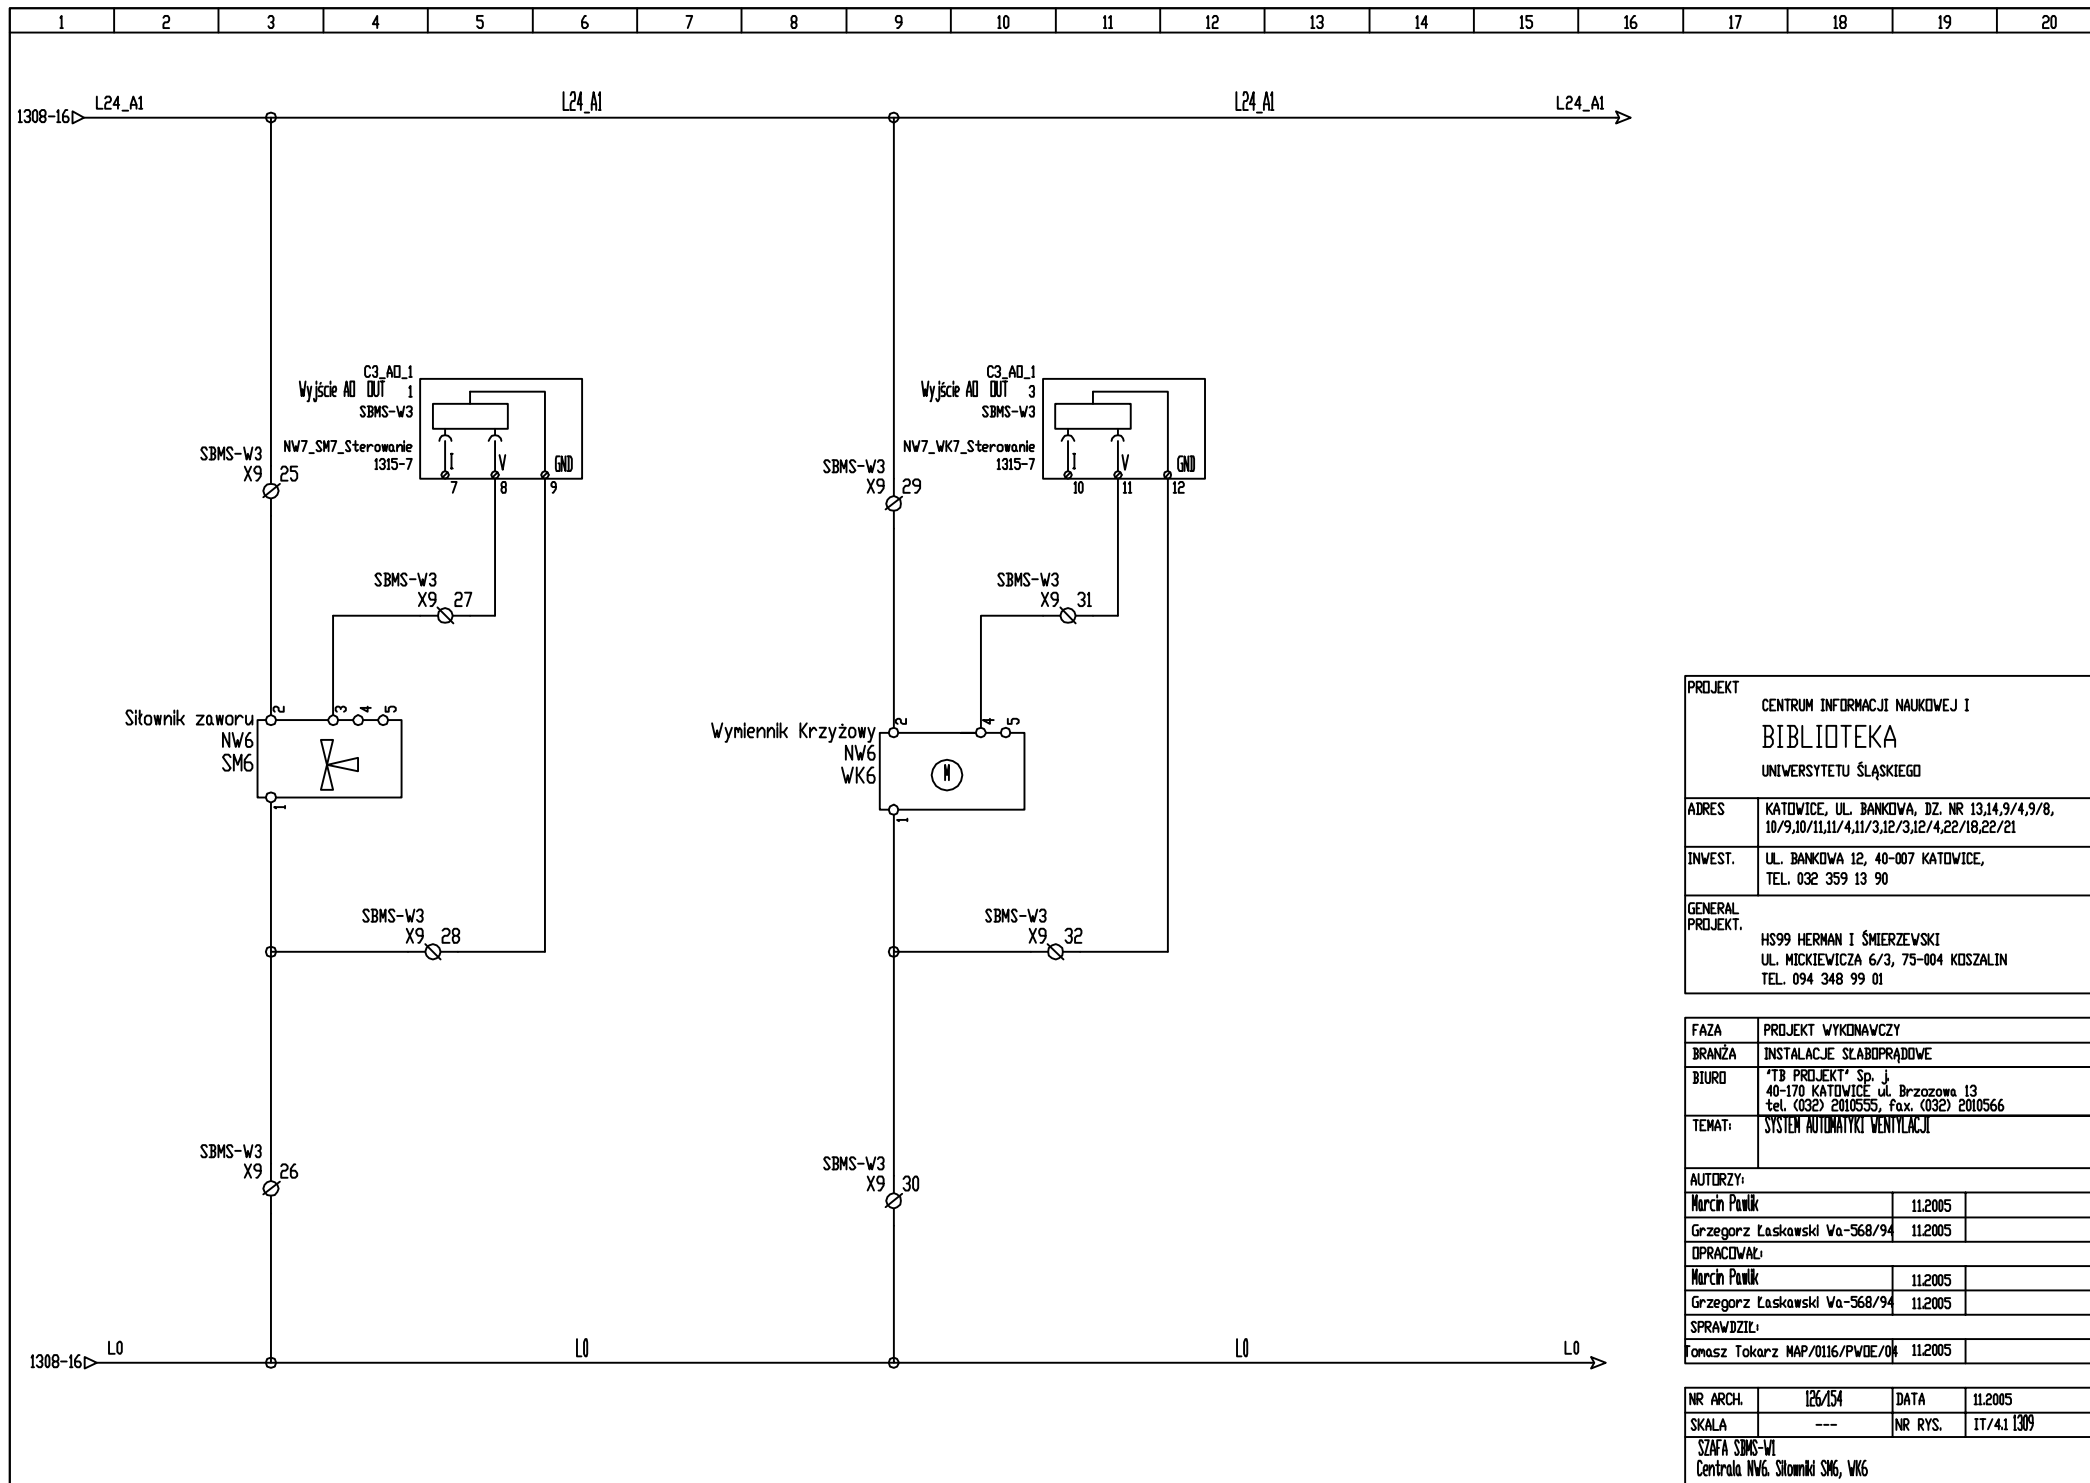 1 2 3 4 5 6 7 8 9 10 11 12 13 14 15 16 17 18 19 20
L24_A1 L24_A1 L24_A1 L24_A1
1308-16
C3_AO_1
Wyjście AO OUT 1
SBMS-W3
NW7_SM7_Sterowanie
1315-7
I V GND
7 8 9
C3_AO_1
Wyjście AO OUT 3
SBMS-W3
NW7_WK7_Sterowanie
1315-7
I V GND
10 11 12
SBMS-W3
X9 25
SBMS-W3
X9 29
SBMS-W3
X9 27
SBMS-W3
X9 31
2 3 4 5
Siłownik zaworu
NW6
SM6
1
2 4 5
Wymiennik Krzyżowy
NW6
WK6
M
1
SBMS-W3
X9 28
SBMS-W3
X9 32
SBMS-W3
X9 26
SBMS-W3
X9 30
L0 L0 L0 L0
1308-16
PROJEKT
CENTRUM INFORMACJI NAUKOWEJ I
BIBLIOTEKA
UNIWERSYTETU ŚLĄSKIEGO
ADRES KATOWICE, UL. BANKOWA, DZ. NR 13,14,9/4,9/8,
10/9,10/11,11/4,11/3,12/3,12/4,22/18,22/21
INWEST. UL. BANKOWA 12, 40-007 KATOWICE,
TEL. 032 359 13 90
GENERAL
PROJEKT.
HS99 HERMAN I ŚMIERZEWSKI
UL. MICKIEWICZA 6/3, 75-004 KOSZALIN
TEL. 094 348 99 01
FAZA PROJEKT WYKONAWCZY
BRANŻA INSTALACJE SŁABOPRĄDOWE
BIURO "TB PROJEKT" Sp. j.
40-170 KATOWICE ul. Brzozowa 13
tel. (032) 2010555, fax. (032) 2010566
TEMAT: SYSTEM AUTOMATYKI WENTYLACJI
AUTORZY:
Marcin Pawlik 11.2005
Grzegorz Łaskawski Wa-568/94 11.2005
OPRACOWAŁ:
Marcin Pawlik 11.2005
Grzegorz Łaskawski Wa-568/94 11.2005
SPRAWDZIŁ:
Tomasz Tokarz MAP/0116/PWOE/04 11.2005
NR ARCH. 126/154 DATA 11.2005
SKALA --- NR RYS. IT/4.1 1309
SZAFA SBMS-W1
Centrala NW6. Siłowniki SM6, WK6